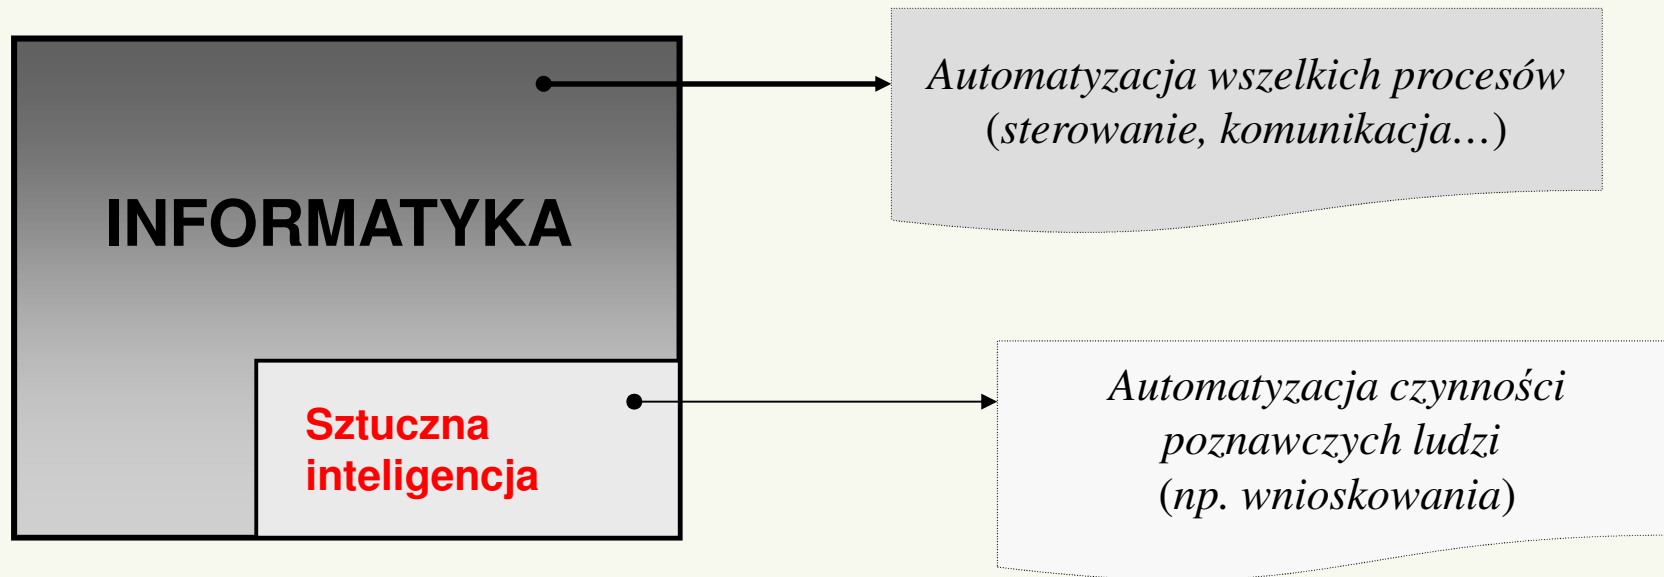 Automatyzacja wszelkich procesów
(sterowanie, komunikacja…)
INFORMATYKA
Sztuczna
inteligencja
Automatyzacja czynności
poznawczych ludzi
(np. wnioskowania)